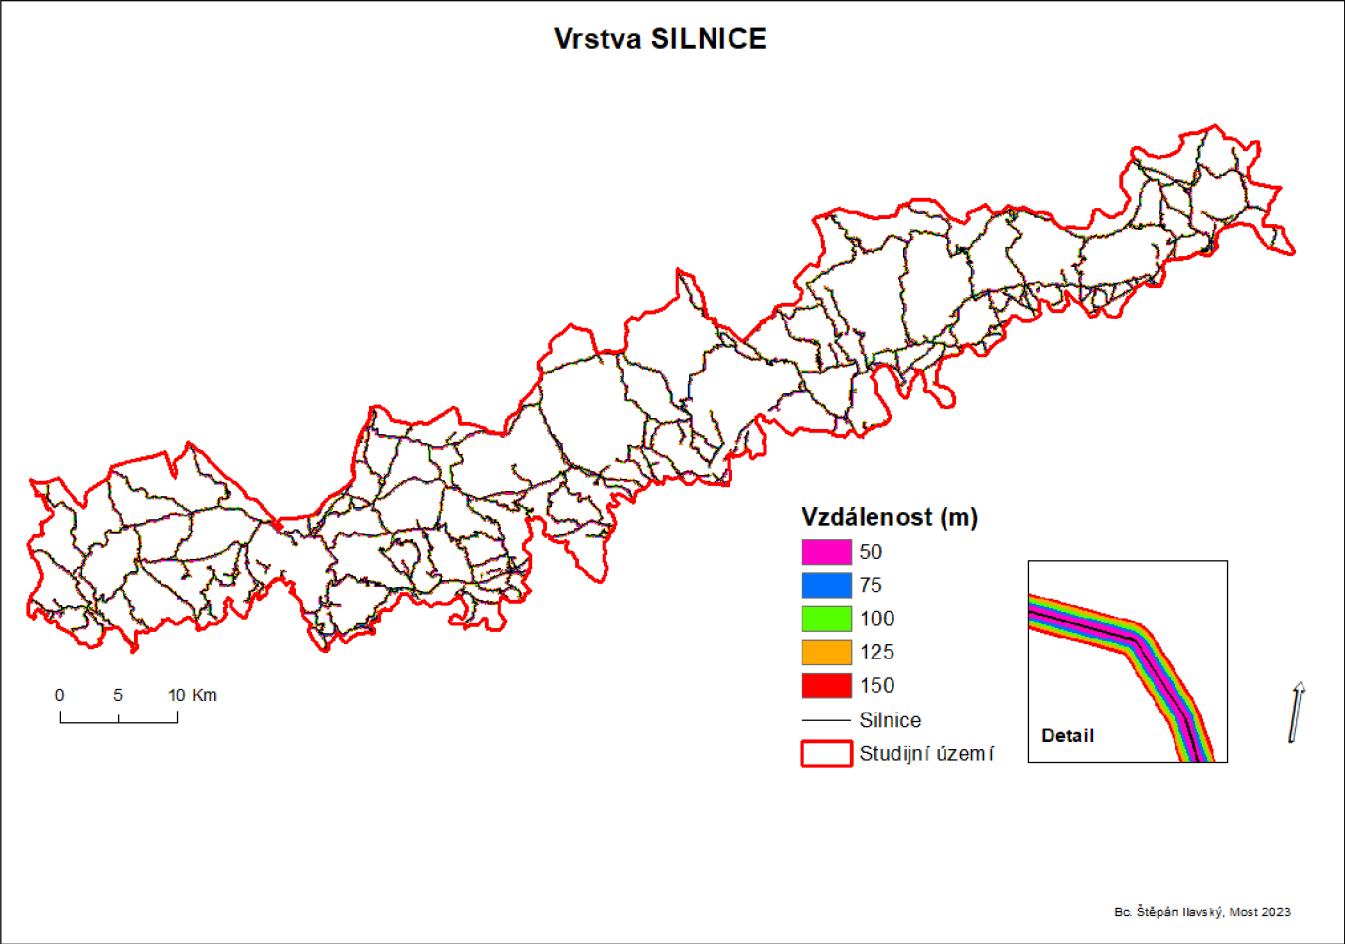 Vrstva SILNICE
Vzdálenost (m)
50
75
100
125
150
Silnice
Studijní území
0 5 10 Km
Detail
Bc. Štěpán Ilavský, Most 2023